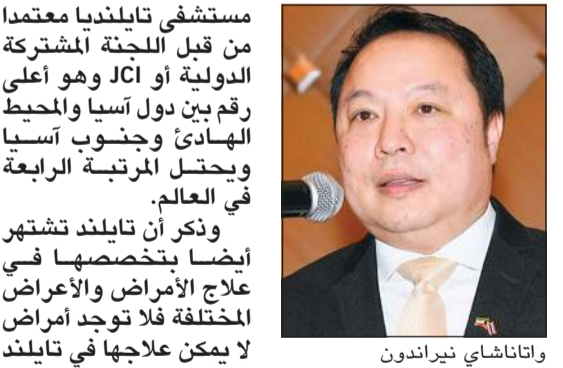 مستشفى تايلنديا معتمدا
من قبل اللجنة المشتركة
الدولية أو JCI وهو أعلى
رقم بين دول آسيا والمحيط
الهادئ وجنوب آسيا
ويحتل المرتبة الرابعة
في العالم.
وذكر أن تايلند تشتهر
أيضا بتخصصها في
علاج الأمراض والأعراض
المختلفة فلا توجد أمراض
لا يمكن علاجها في تايلند
واتاناشاي نيراندون